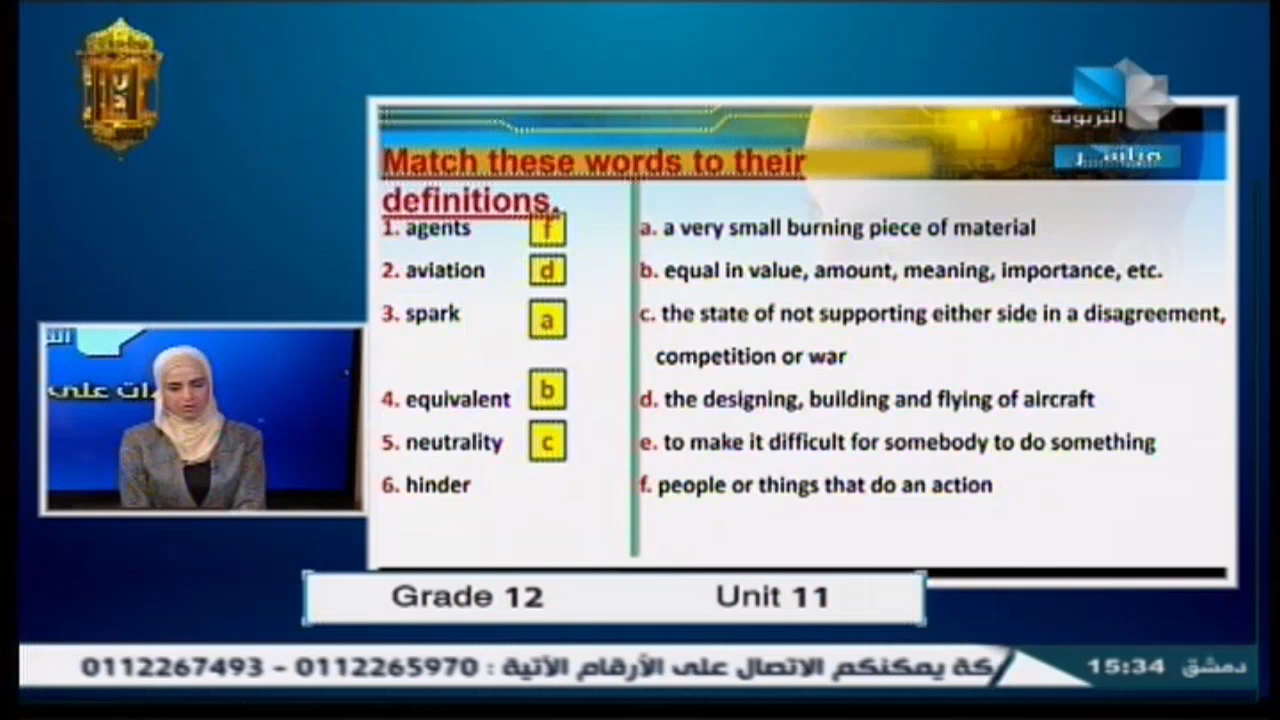 التربوية
مباشر
Match these words to their
definitions.
1. agents f a. a very small burning piece of material
2. aviation d b. equal in value, amount, meaning, importance, etc.
3. spark a c. the state of not supporting either side in a disagreement,
competition or war
4. equivalent b d. the designing, building and flying of aircraft
5. neutrality c e. to make it difficult for somebody to do something
6. hinder f. people or things that do an action
الت
ات على
Grade 12 Unit 11
كة يمكنكم الاتصال على الأرقام الآتية : 0112265970 - 0112267493
دمشق 15:34